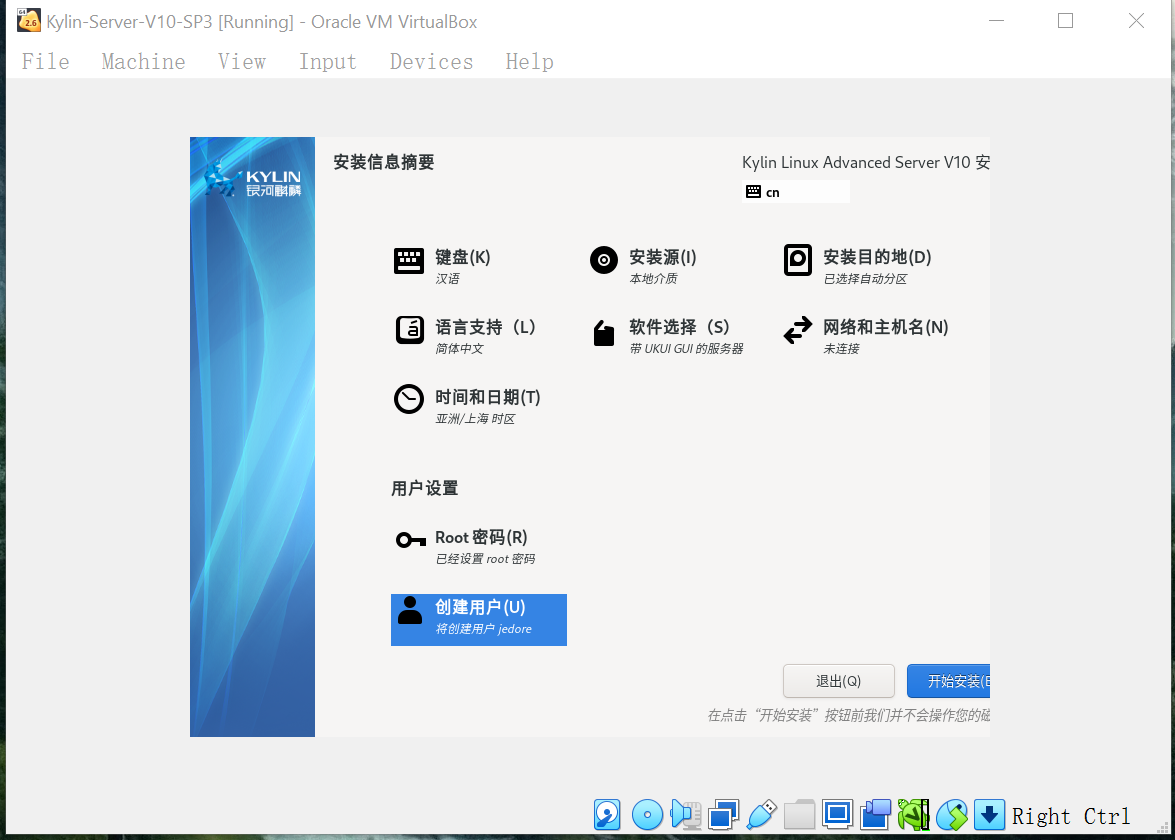 Kylin-Server-V10-SP3 [Running] - Oracle VM VirtualBox
File Machine View Input Devices Help
KYLIN
银河麒麟
安装信息摘要
Kylin Linux Advanced Server V10 安
cn
键盘(K)
汉语
安装源(I)
本地介质
安装目的地(D)
已选择自动分区
语言支持（L）
简体中文
软件选择（S）
带 UKUI GUI 的服务器
网络和主机名(N)
未连接
时间和日期(T)
亚洲/上海 时区
用户设置
Root 密码(R)
已经设置 root 密码
创建用户(U)
将创建用户 jedore
退出(Q)
开始安装(
在点击“开始安装”按钮前我们并不会操作您的磁
Right Ctrl